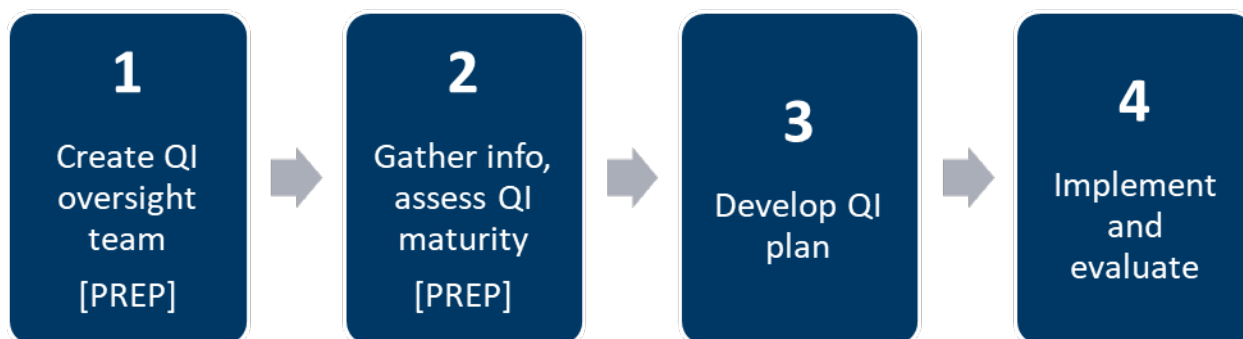 1
Create QI
oversight
team
[PREP]
2
Gather info,
assess QI
maturity
[PREP]
3
Develop QI
plan
4
Implement
and
evaluate